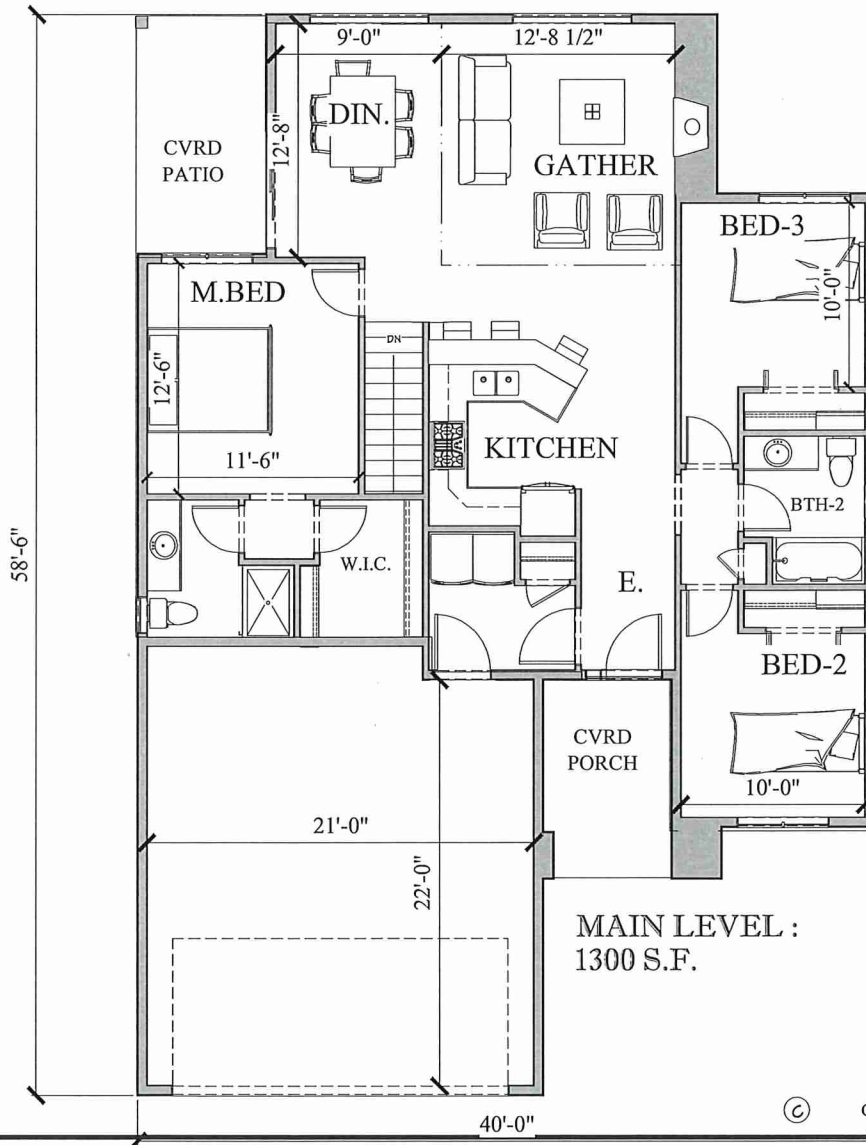 9'-0"
12'-8 1/2"
DIN.
12'-8"
CVRD
PATIO
GATHER
BED-3
10'-0"
M.BED
DN
12'-6"
11'-6"
KITCHEN
BTH-2
58'-6"
W.I.C.
E.
BED-2
CVRD
PORCH
10'-0"
21'-0"
22'-0"
MAIN LEVEL :
1300 S.F.
40'-0"
©